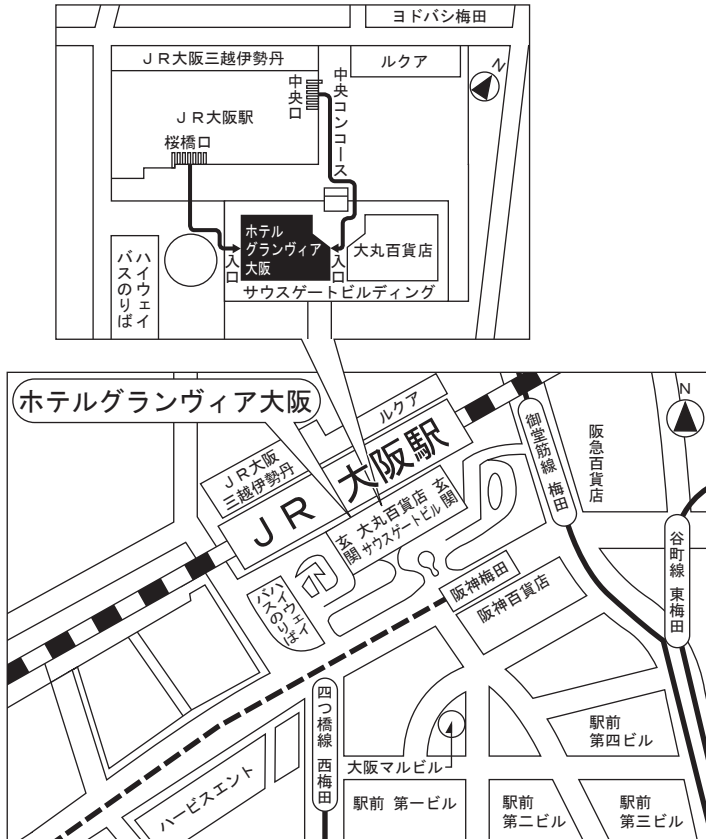 ヨドバシ梅田
JR大阪三越伊勢丹
ルクア
N
中央口
中央コンコース
JR大阪駅
桜橋口
ホテル
グランヴィア
大阪
入口
入口
大丸百貨店
サウスゲートビルディング
ハイウェイ
バスのりば
ホテルグランヴィア大阪
ルクア
N
JR大阪
三越伊勢丹
JR 大阪駅
御堂筋線 梅田
阪急百貨店
玄関
大丸百貨店
サウスゲートビル
玄関
谷町線 東梅田
ハイウェイ
バスのりば
阪神梅田
阪神百貨店
四つ橋線 西梅田
駅前
第四ビル
大阪マルビル
ハービスエント
駅前 第一ビル
駅前
第二ビル
駅前
第三ビル